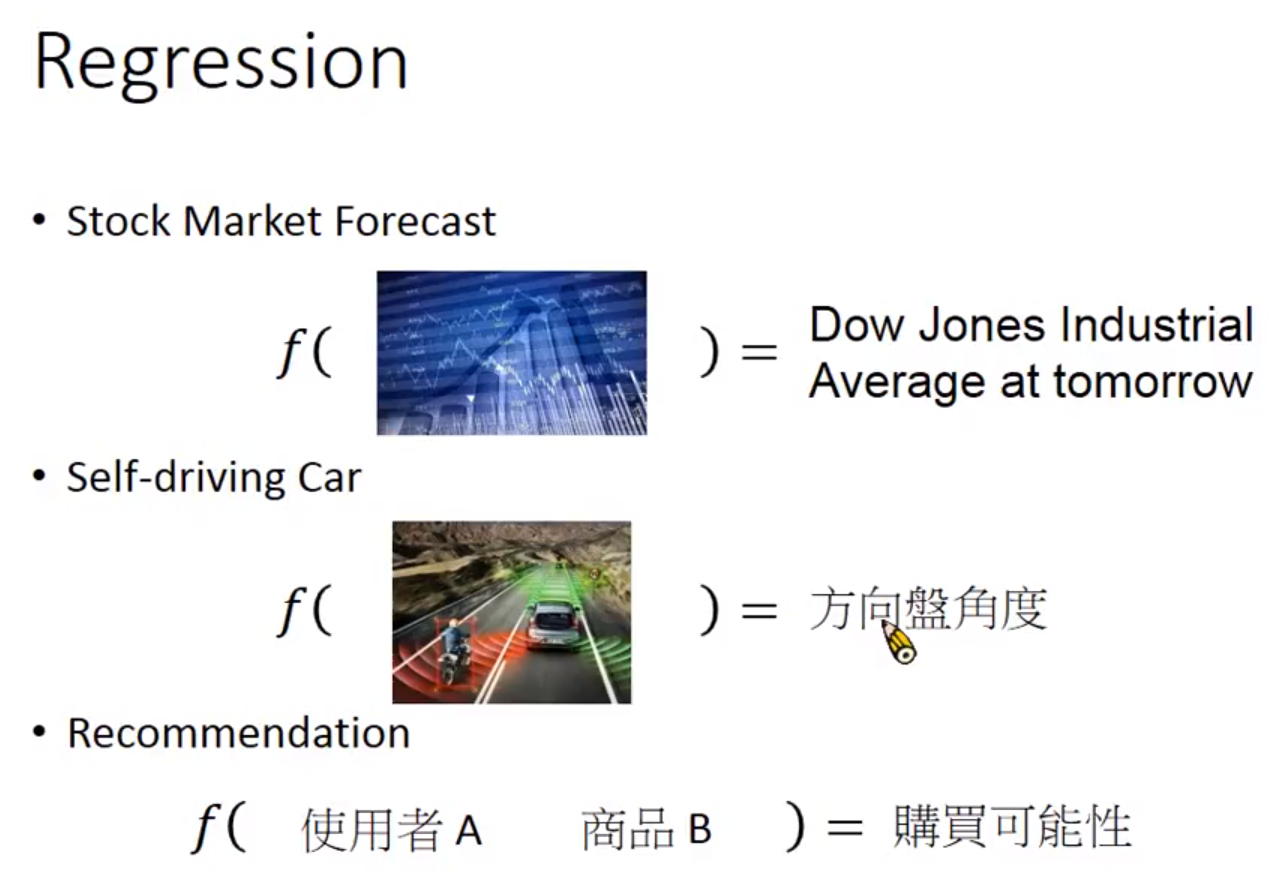 Regression
• Stock Market Forecast
f( ) = Dow Jones Industrial
Average at tomorrow
• Self-driving Car
f( ) = 方向盤角度
• Recommendation
f( 使用者 A 商品 B ) = 購買可能性